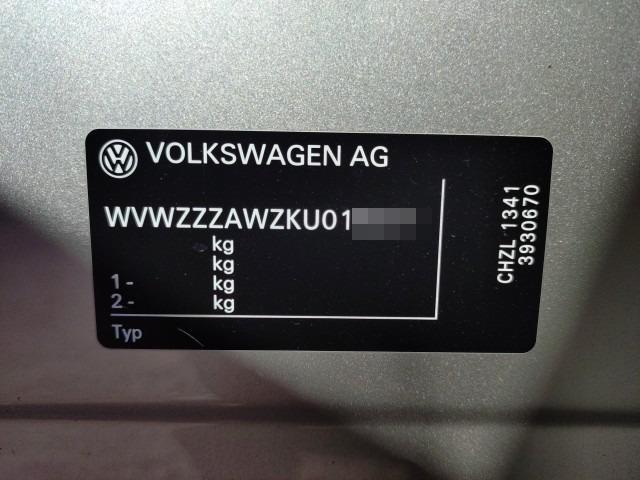 VOLKSWAGEN AG
WVWZZZAWZKU01
kg
kg
1 - kg
2 - kg
Typ
CHZL 1341
3930670